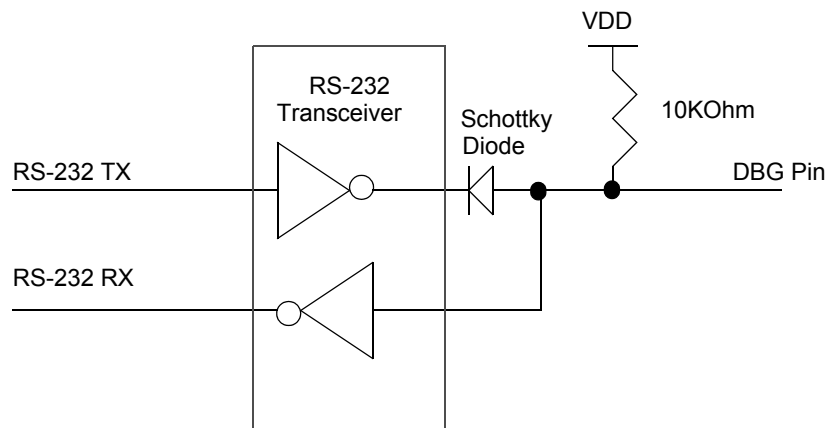 VDD
RS-232
Transceiver
Schottky
Diode
10KOhm
RS-232 TX
DBG Pin
RS-232 RX